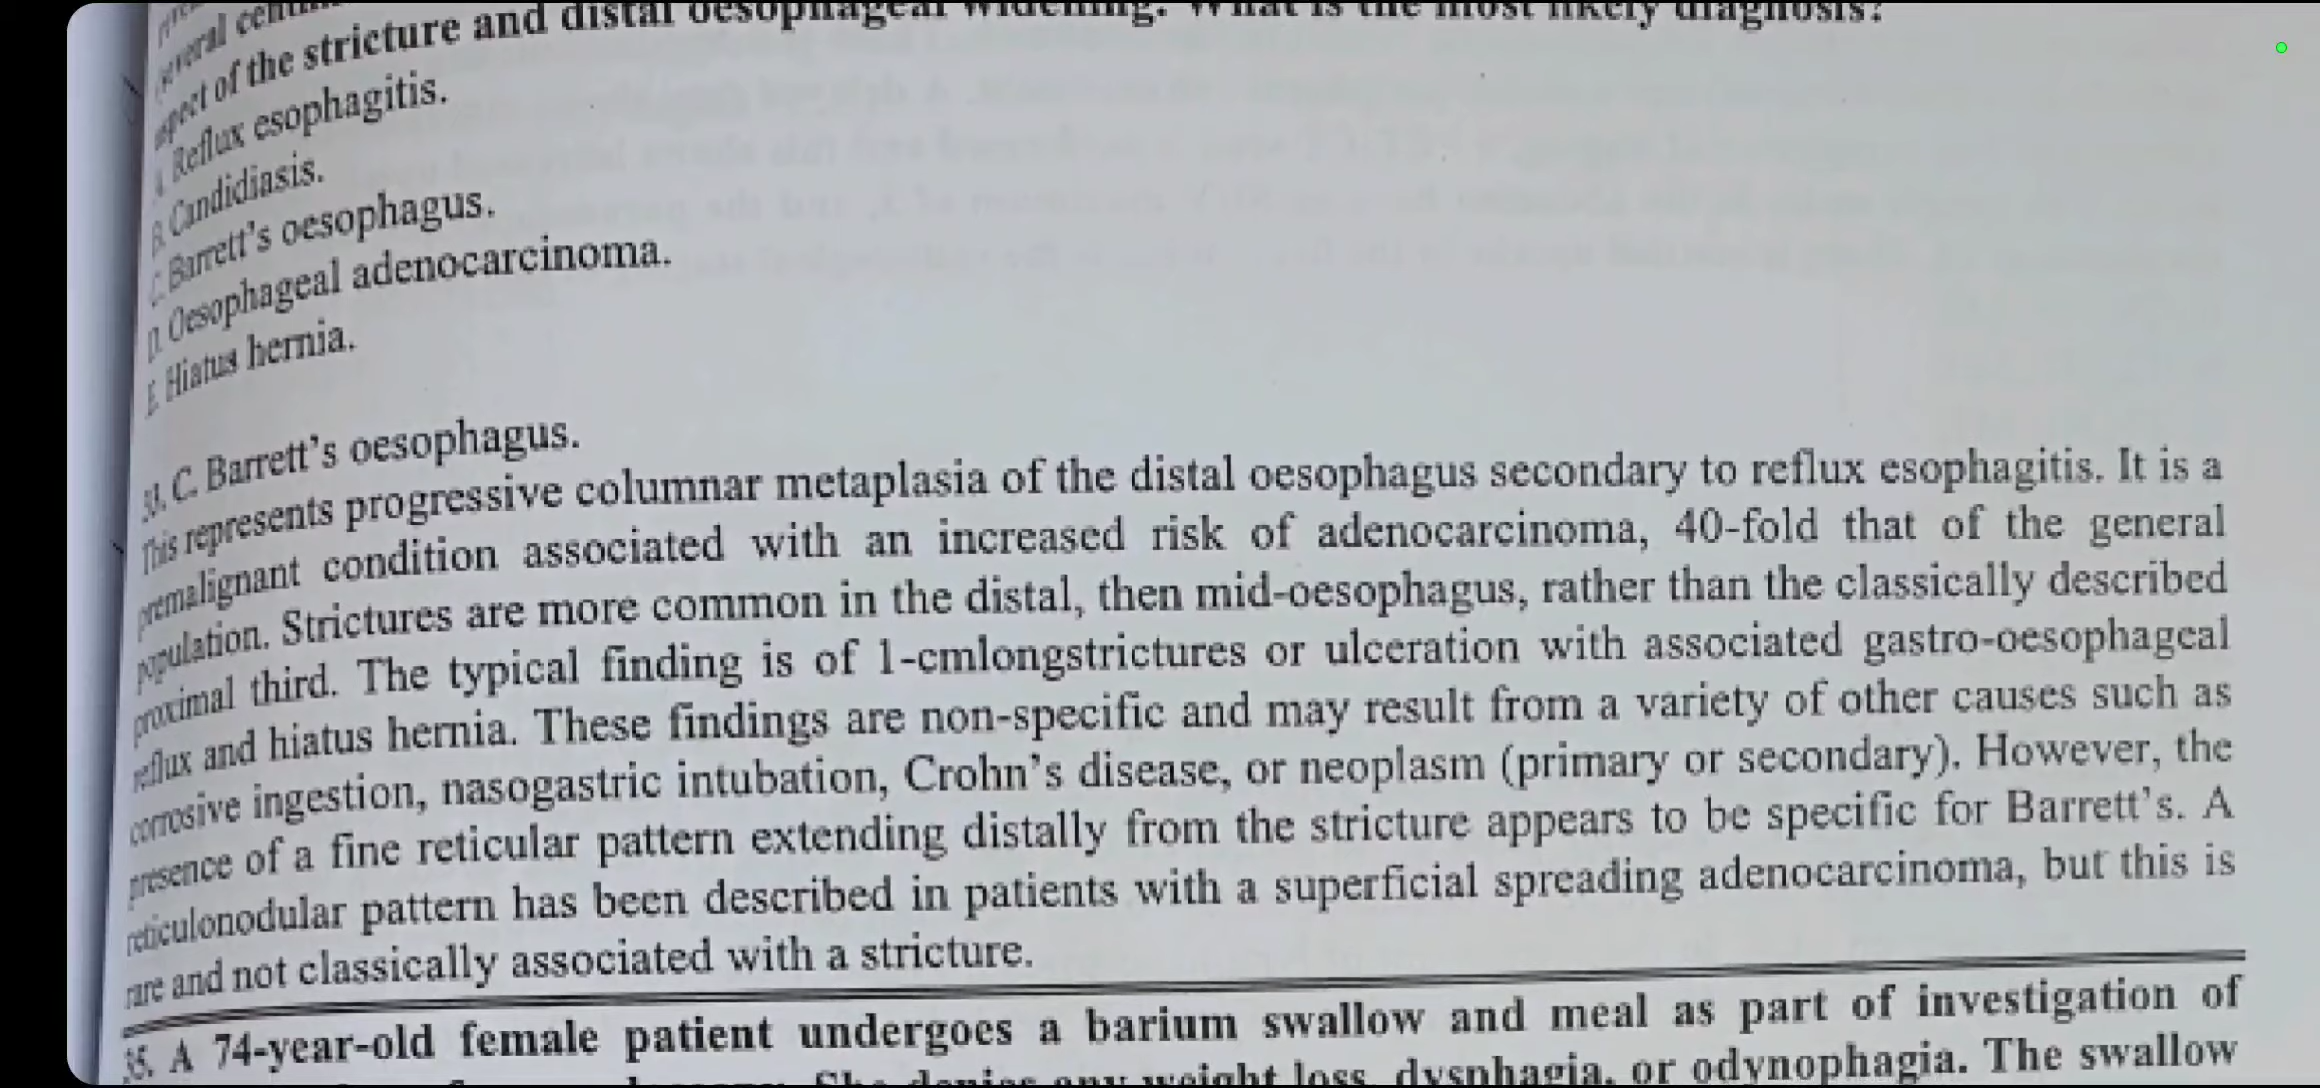 several
aspect of the stricture and distal oesophageal widening. What is the most likely diagnosis?
A. Reflux esophagitis.
B. Candidiasis.
C. Barrett's oesophagus.
D. Oesophageal adenocarcinoma.
E. Hiatus hernia.
C. Barrett's oesophagus.
This represents progressive columnar metaplasia of the distal oesophagus secondary to reflux esophagitis. It is a
premalignant condition associated with an increased risk of adenocarcinoma, 40-fold that of the general
population. Strictures are more common in the distal, then mid-oesophagus, rather than the classically described
proximal third. The typical finding is of 1-cmlongstrictures or ulceration with associated gastro-oesophageal
reflux and hiatus hernia. These findings are non-specific and may result from a variety of other causes such as
corrosive ingestion, nasogastric intubation, Crohn's disease, or neoplasm (primary or secondary). However, the
presence of a fine reticular pattern extending distally from the stricture appears to be specific for Barrett's. A
reticulonodular pattern has been described in patients with a superficial spreading adenocarcinoma, but this is
rare and not classically associated with a stricture.
35. A 74-year-old female patient undergoes a barium swallow and meal as part of investigation of
She denies any weight loss, dysphagia, or odynophagia. The swallow